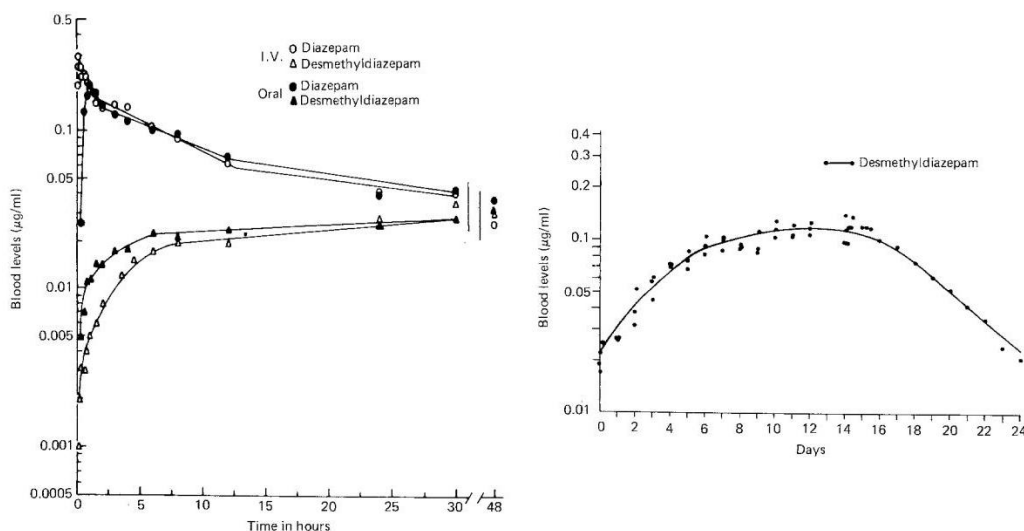 0.5
I.V. Diazepam
Desmethyldiazepam
Oral Diazepam
Desmethyldiazepam
0.1
0.05
0.01
0.005
0.001
0.0005
Blood levels (µg/ml)
0 5 10 15 20 25 30 48
Time in hours
0.4
0.3
0.2
0.1
0.05
0.01
Desmethyldiazepam
Blood levels (µg/ml)
0 2 4 6 8 10 12 14 16 18 20 22 24
Days